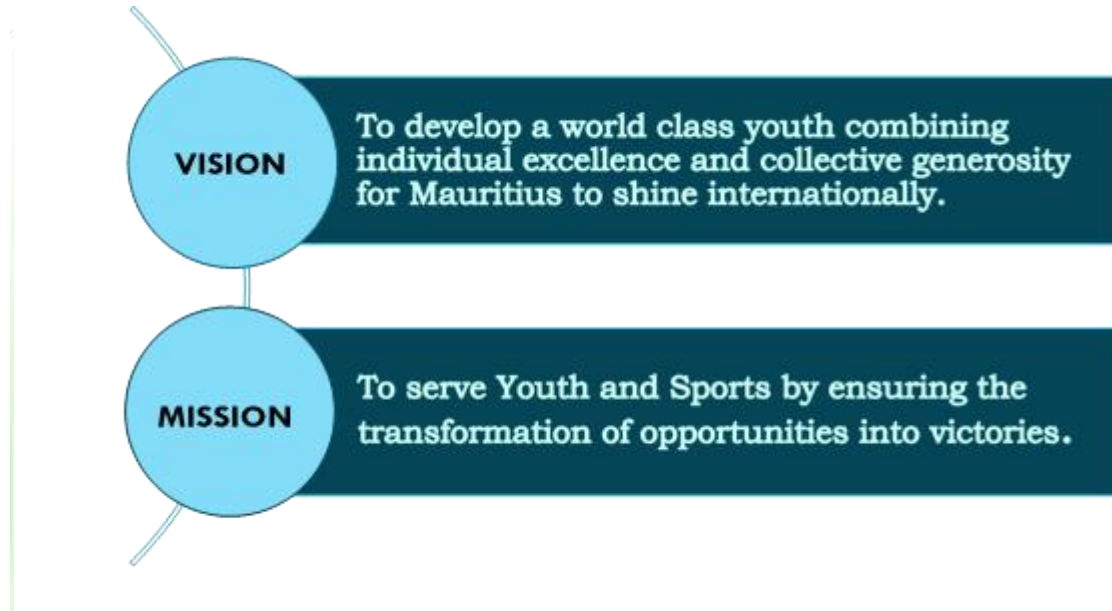 VISION
To develop a world class youth combining
individual excellence and collective generosity
for Mauritius to shine internationally.
MISSION
To serve Youth and Sports by ensuring the
transformation of opportunities into victories.